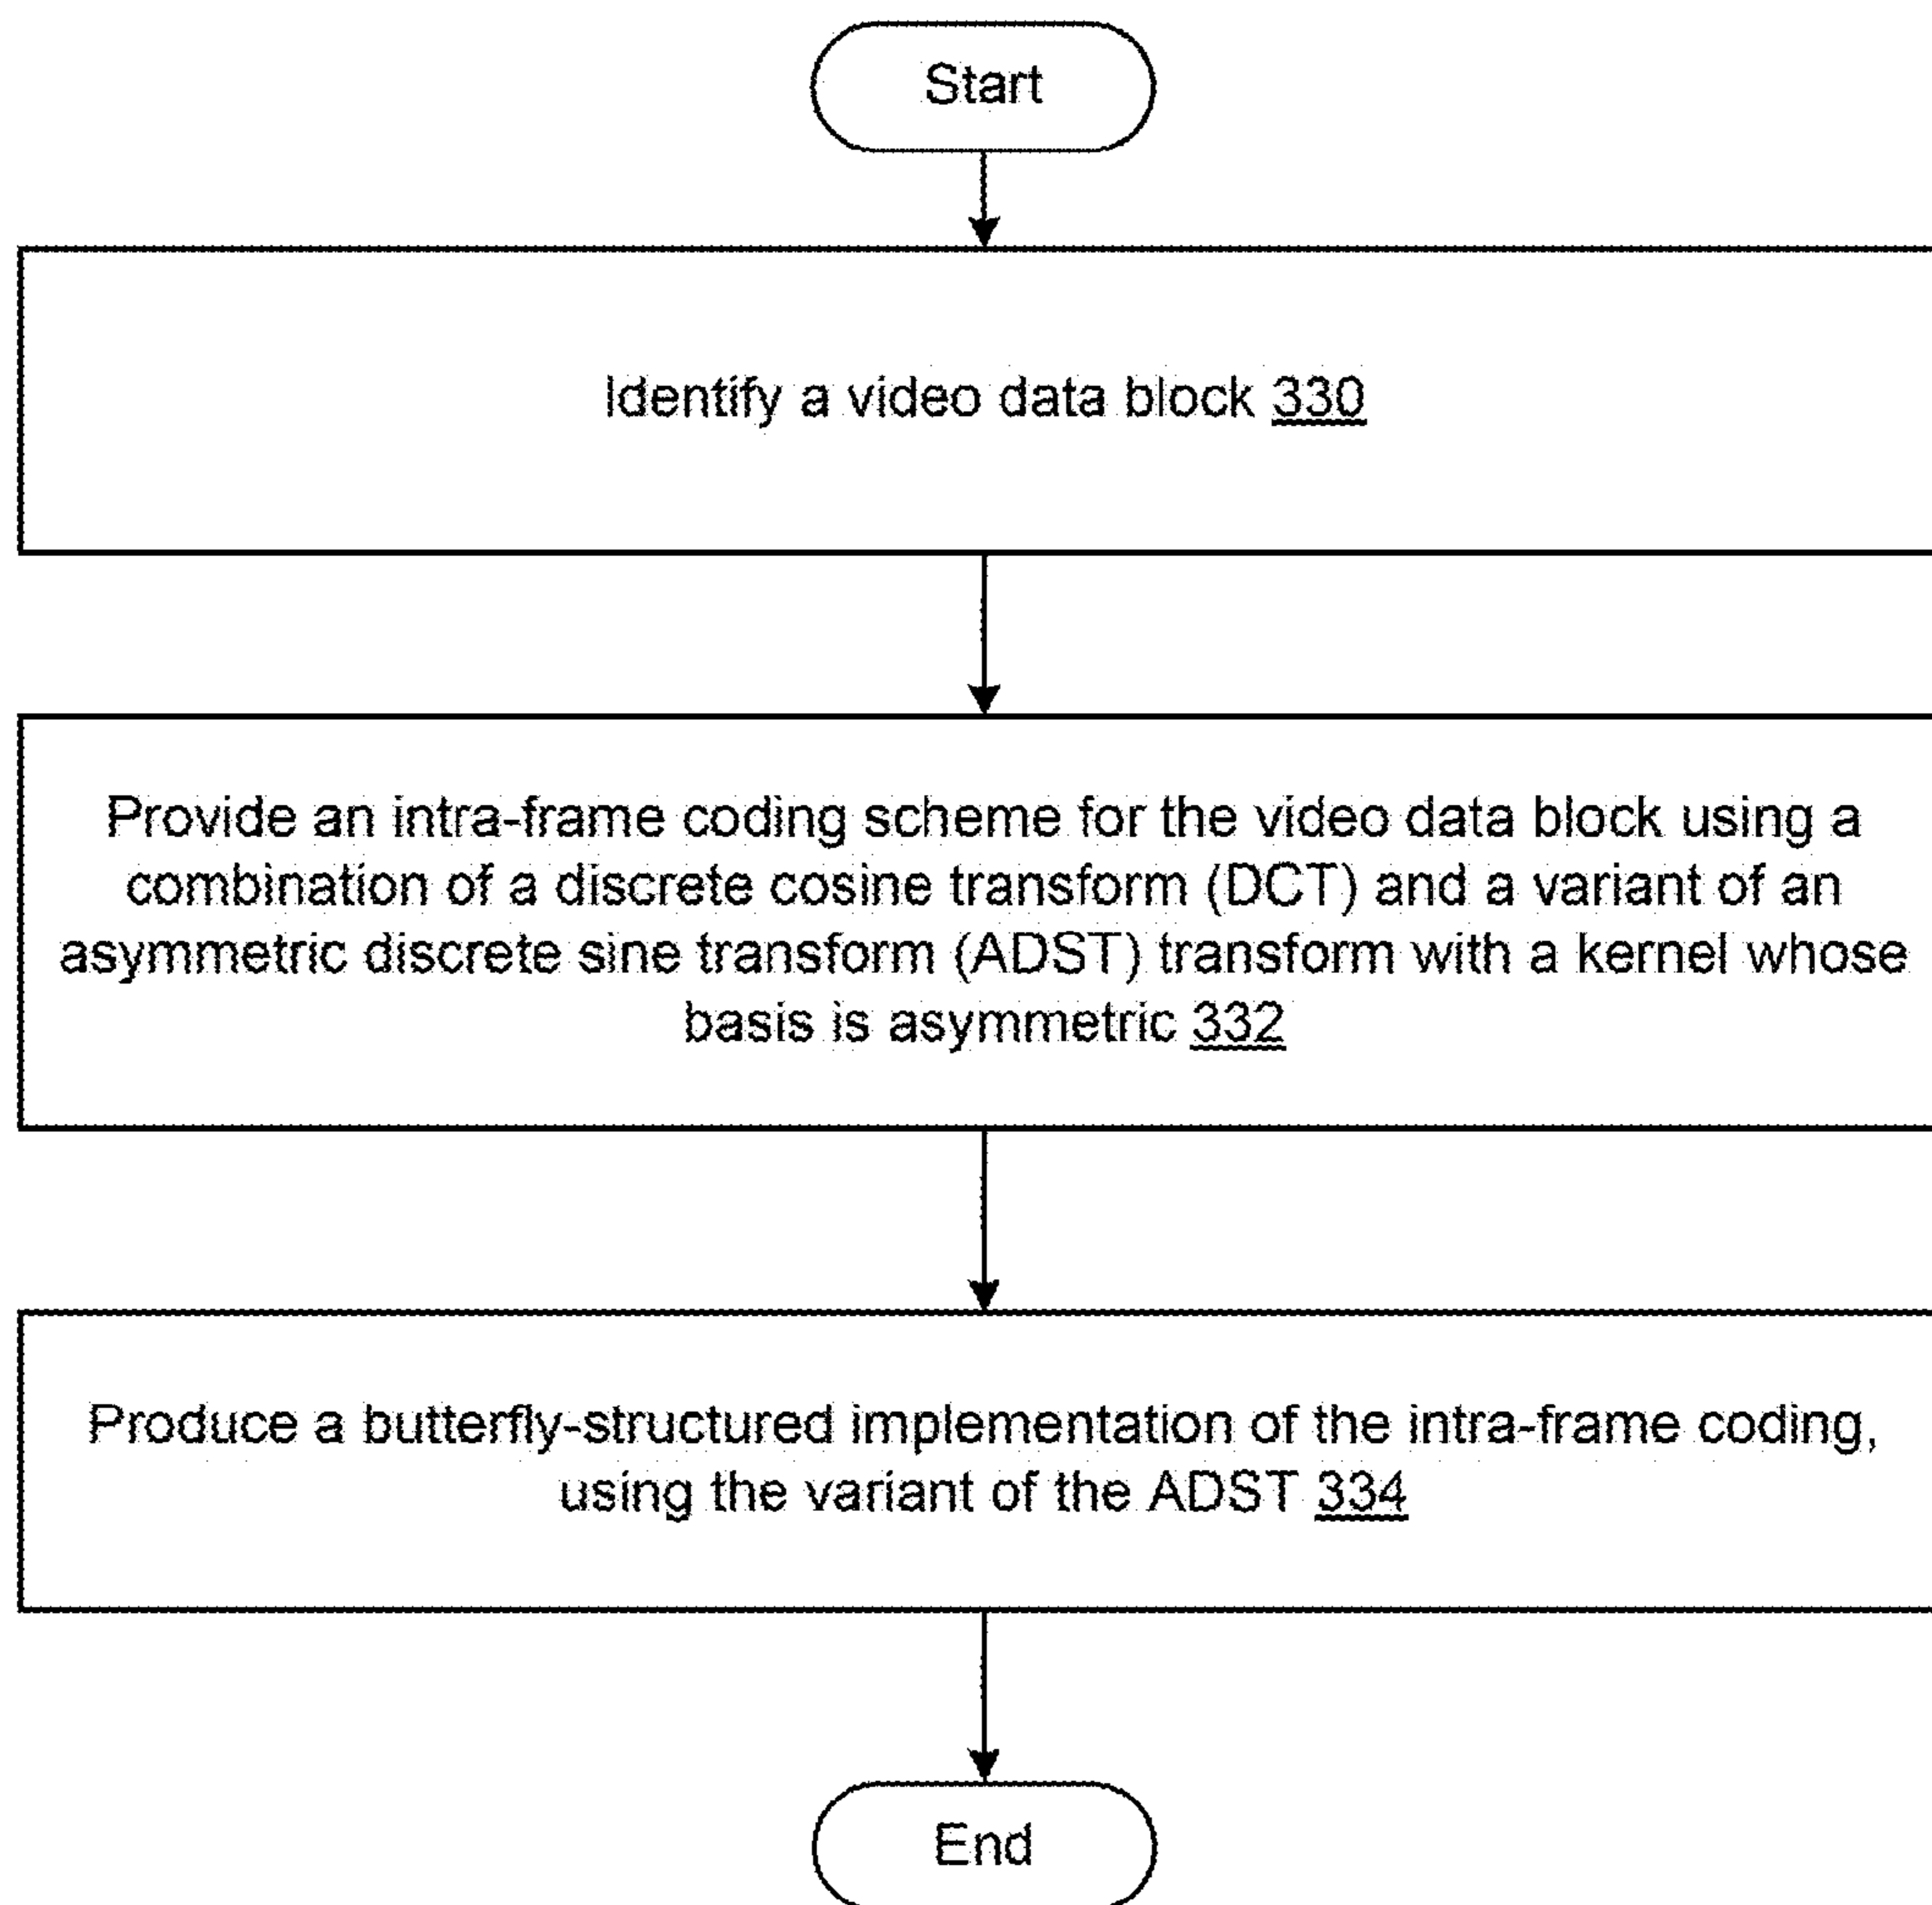 Start
Identify a video data block 330
Provide an intra-frame coding scheme for the video data block using a
combination of a discrete cosine transform (DCT) and a variant of an
asymmetric discrete sine transform (ADST) transform with a kernel whose
basis is asymmetric 332
Produce a butterfly-structured implementation of the intra-frame coding,
using the variant of the ADST 334
End